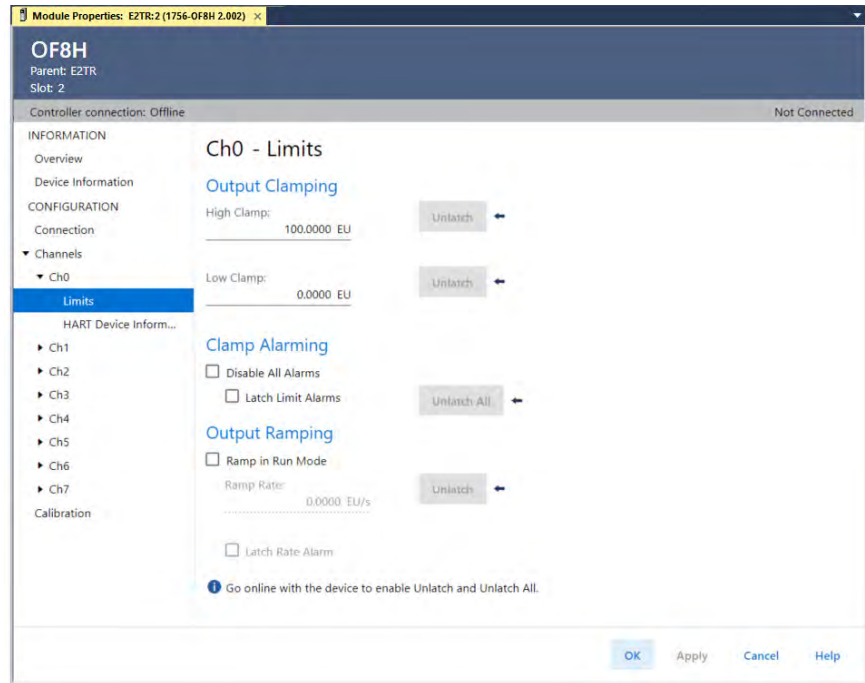 Module Properties: E2TR:2 (1756-OF8H 2.002) ×
OF8H
Parent: E2TR
Slot: 2
Controller connection: Offline
Not Connected
INFORMATION
Overview
Device Information
CONFIGURATION
Connection
Channels
Ch0
Limits
HART Device Inform...
Ch1
Ch2
Ch3
Ch4
Ch5
Ch6
Ch7
Calibration
Ch0 - Limits
Output Clamping
High Clamp:
100.0000 EU
Unlatch
Low Clamp:
0.0000 EU
Unlatch
Clamp Alarming
Disable All Alarms
Latch Limit Alarms
Unlatch All
Output Ramping
Ramp in Run Mode
Ramp Rate:
0.0000 EU/s
Unlatch
Latch Rate Alarm
Go online with the device to enable Unlatch and Unlatch All.
OK Apply Cancel Help